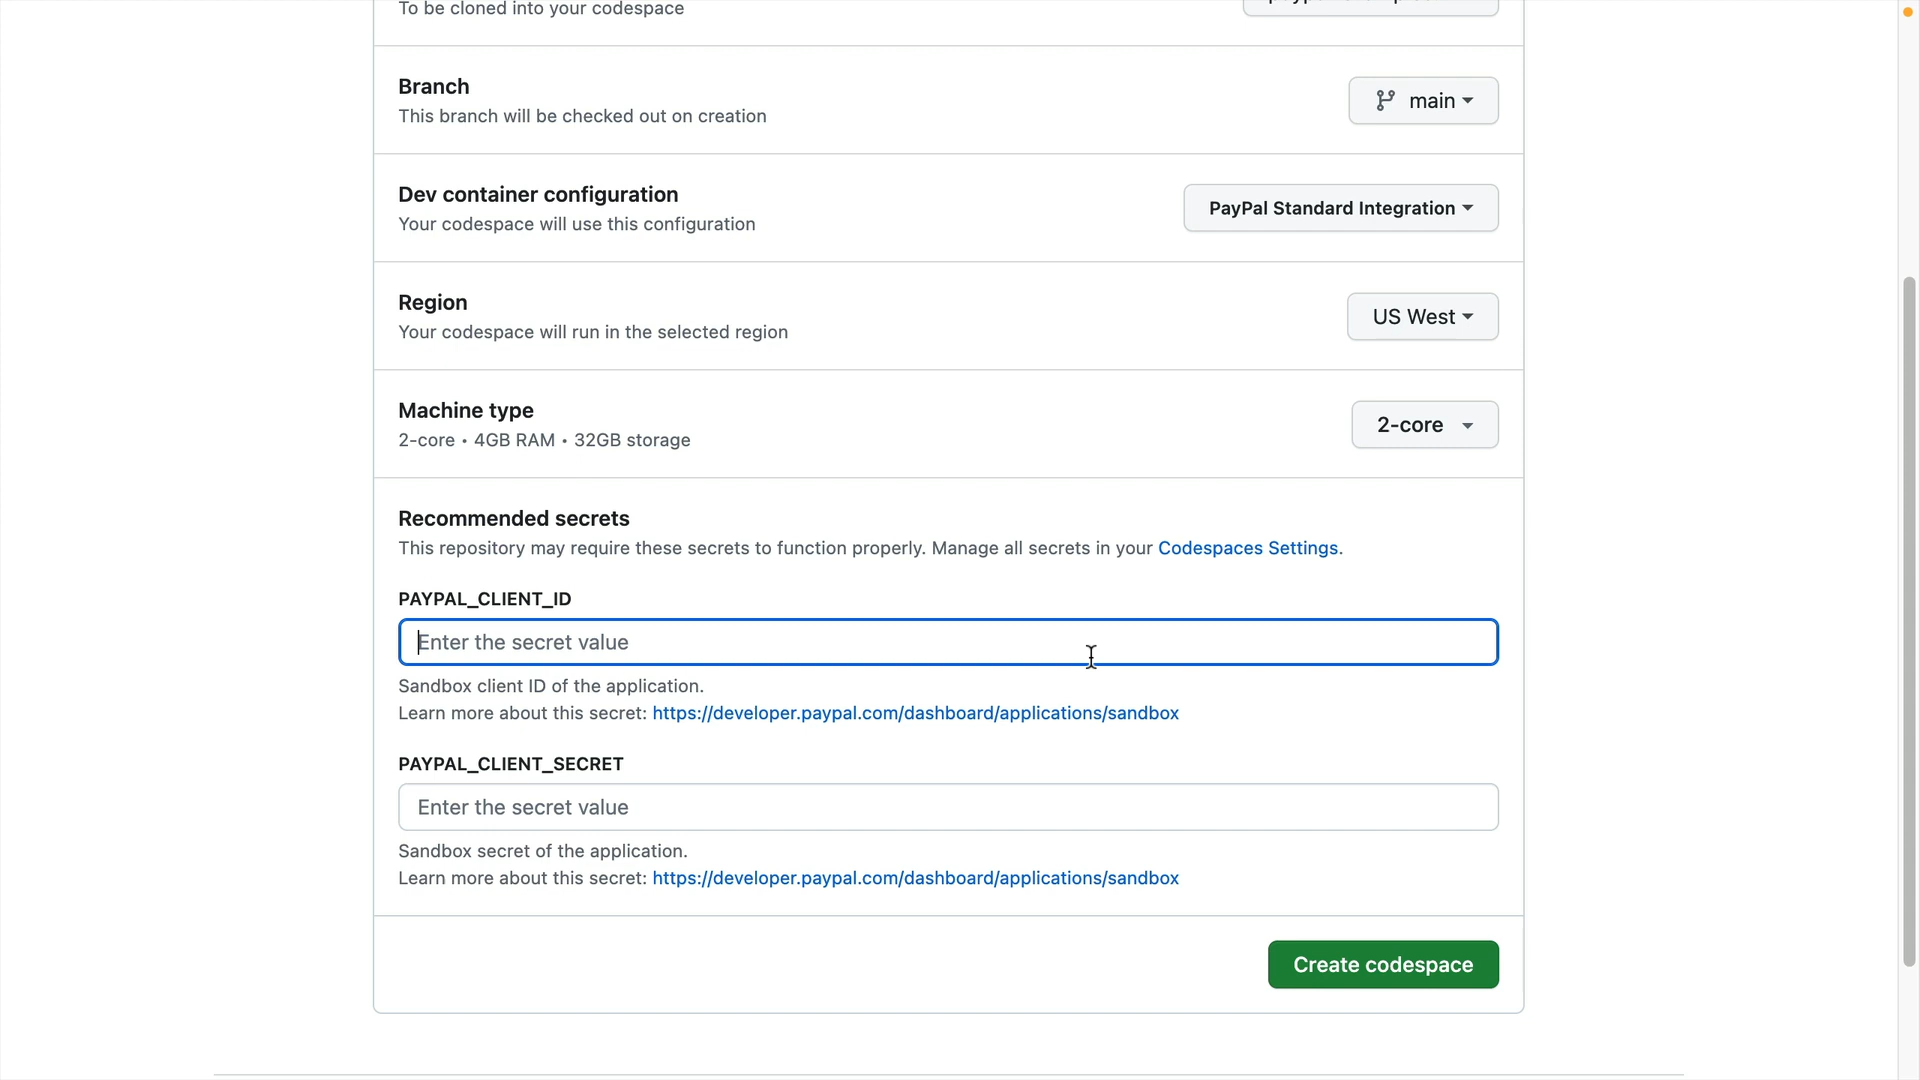 To be cloned into your codespace
Branch
This branch will be checked out on creation
main
Dev container configuration
Your codespace will use this configuration
PayPal Standard Integration
Region
Your codespace will run in the selected region
US West
Machine type
2-core • 4GB RAM • 32GB storage
2-core
Recommended secrets
This repository may require these secrets to function properly. Manage all secrets in your Codespaces Settings.
PAYPAL_CLIENT_ID
Enter the secret value
Sandbox client ID of the application.
Learn more about this secret: https://developer.paypal.com/dashboard/applications/sandbox
PAYPAL_CLIENT_SECRET
Enter the secret value
Sandbox secret of the application.
Learn more about this secret: https://developer.paypal.com/dashboard/applications/sandbox
Create codespace